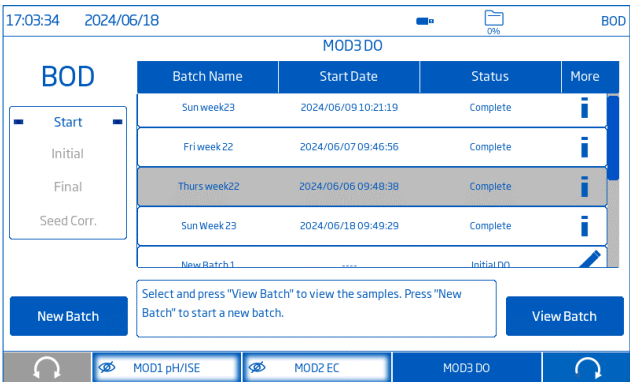 17:03:34 2024/06/18 0% BOD
MOD3 DO
BOD
Batch Name Start Date Status More
Start
Initial
Final
Seed Corr.
Sun week23 2024/06/09 10:21:19 Complete
Fri week 22 2024/06/07 09:46:56 Complete
Thurs week22 2024/06/06 09:48:38 Complete
Sun Week 23 2024/06/18 09:49:29 Complete
New Batch 1 ---- Initial DO
Select and press "View Batch" to view the samples. Press "New
Batch" to start a new batch.
New Batch
View Batch
MOD1 pH/ISE MOD2 EC MOD3 DO